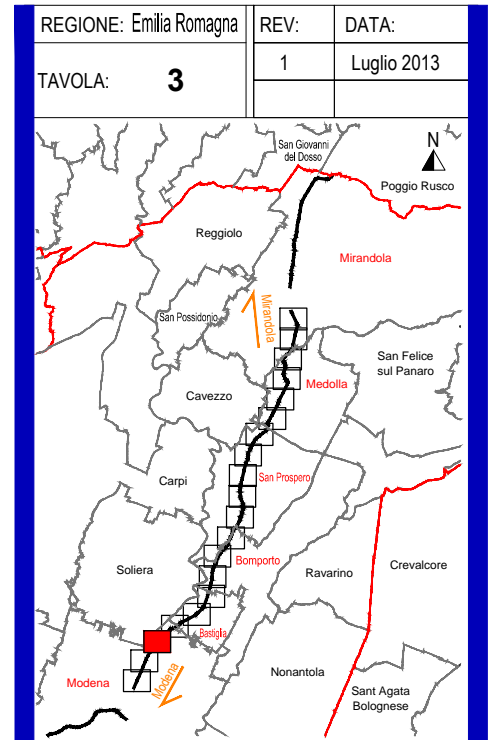 REGIONE: Emilia Romagna REV: DATA:
TAVOLA: 3 1 Luglio 2013
San Giovanni
del Dosso
N
Poggio Rusco
Reggiolo
Mirandola
Mirandola
San Possidonio
San Felice
sul Panaro
Medolla
Cavezzo
Carpi
San Prospero
Bomporto
Soliera
Ravarino
Crevalcore
Bastiglia
Modena
Modena
Nonantola
Sant Agata
Bolognese